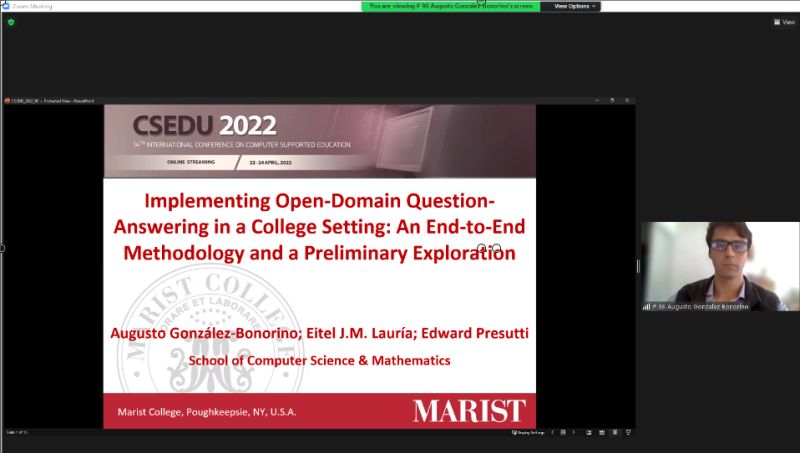 Zoom Meeting
You are viewing # 98 Augusto González-Bonorino's screen
View Options
View
CSEDU_2022_98 - Protected View - PowerPoint
CSEDU 2022
14TH INTERNATIONAL CONFERENCE ON COMPUTER SUPPORTED EDUCATION
ONLINE STREAMING / 22-24 APRIL, 2022
Implementing Open-Domain Question-
Answering in a College Setting: An End-to-End
Methodology and a Preliminary Exploration
MARIST COLLEGE
ORARE ET LABORARE
Augusto González-Bonorino; Eitel J.M. Lauría; Edward Presutti
School of Computer Science & Mathematics
Marist College, Poughkeepsie, NY, U.S.A.
MARIST
# 98 Augusto González-Bonorino
Slide 1 of 15
Display Settings